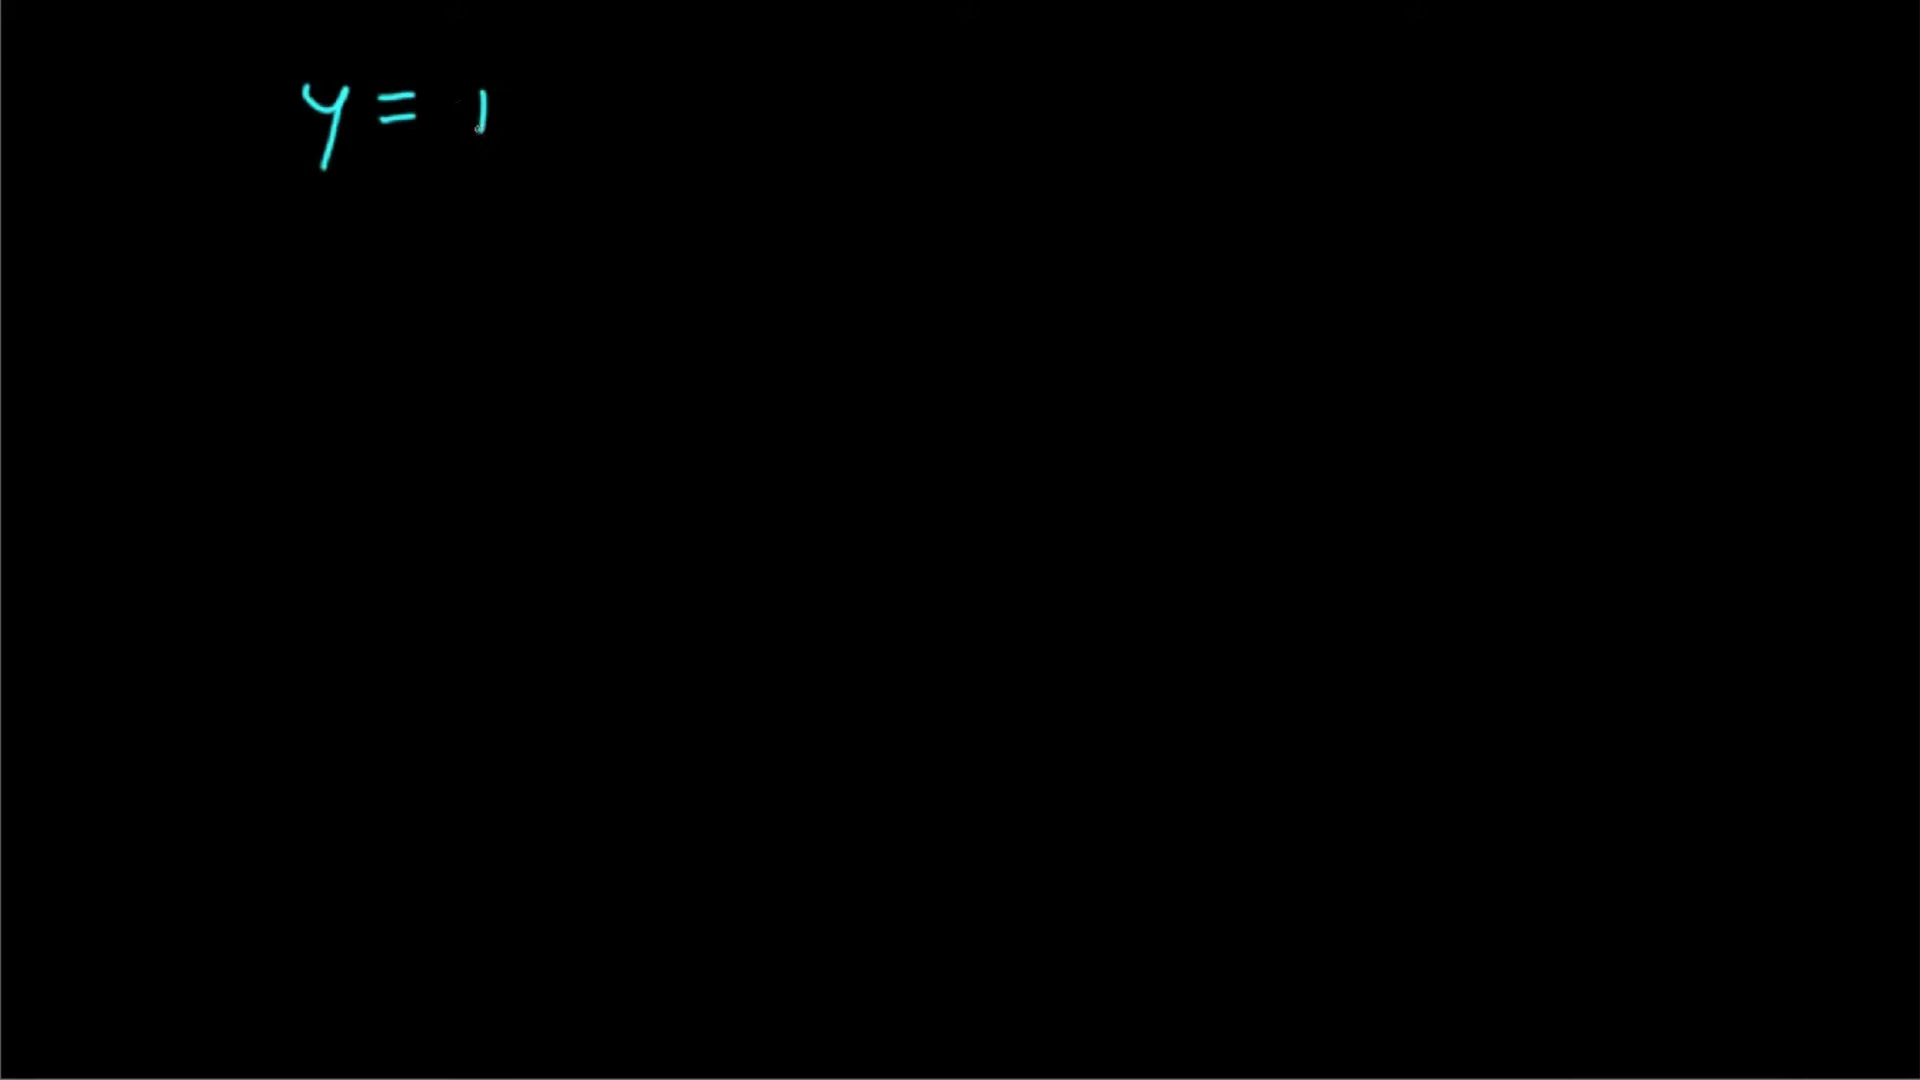 y = 1